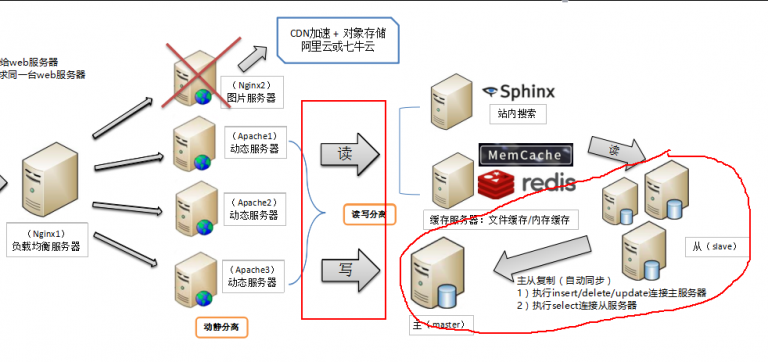 给web服务器
求同一台web服务器
CDN加速 + 对象存储
阿里云或七牛云
（Nginx2）
图片服务器
Sphinx
站内搜索
（Apache1）
动态服务器
读
MemCache
redis
读
（Apache2）
动态服务器
读写分离
缓存服务器：文件缓存/内存缓存
（Nginx1）
负载均衡服务器
从（slave）
（Apache3）
动态服务器
写
主从复制（自动同步）
1）执行insert/delete/update连接主服务器
2）执行select连接从服务器
动静分离
主（master）